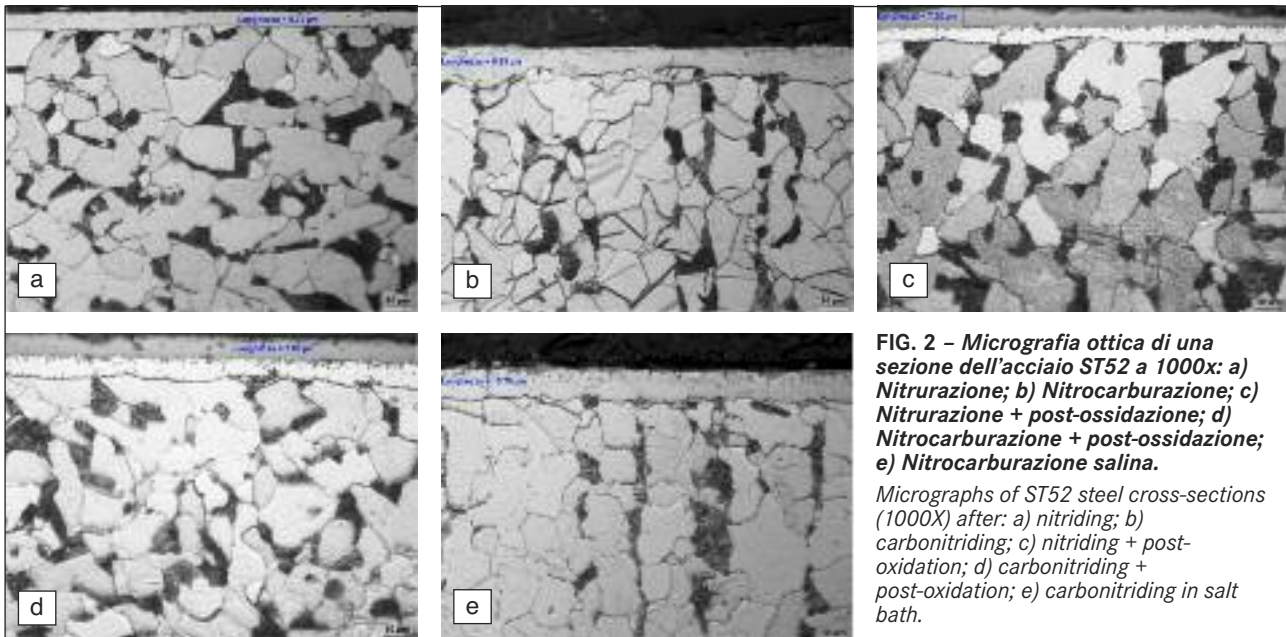 a
b
c
d
e
FIG. 2 – Micrografia ottica di una
sezione dell'acciaio ST52 a 1000x: a)
Nitrurazione; b) Nitrocarburazione; c)
Nitrurazione + post-ossidazione; d)
Nitrocarburazione + post-ossidazione;
e) Nitrocarburazione salina.
Micrographs of ST52 steel cross-sections
(1000X) after: a) nitriding; b)
carbonitriding; c) nitriding + post-
oxidation; d) carbonitriding +
post-oxidation; e) carbonitriding in salt
bath.